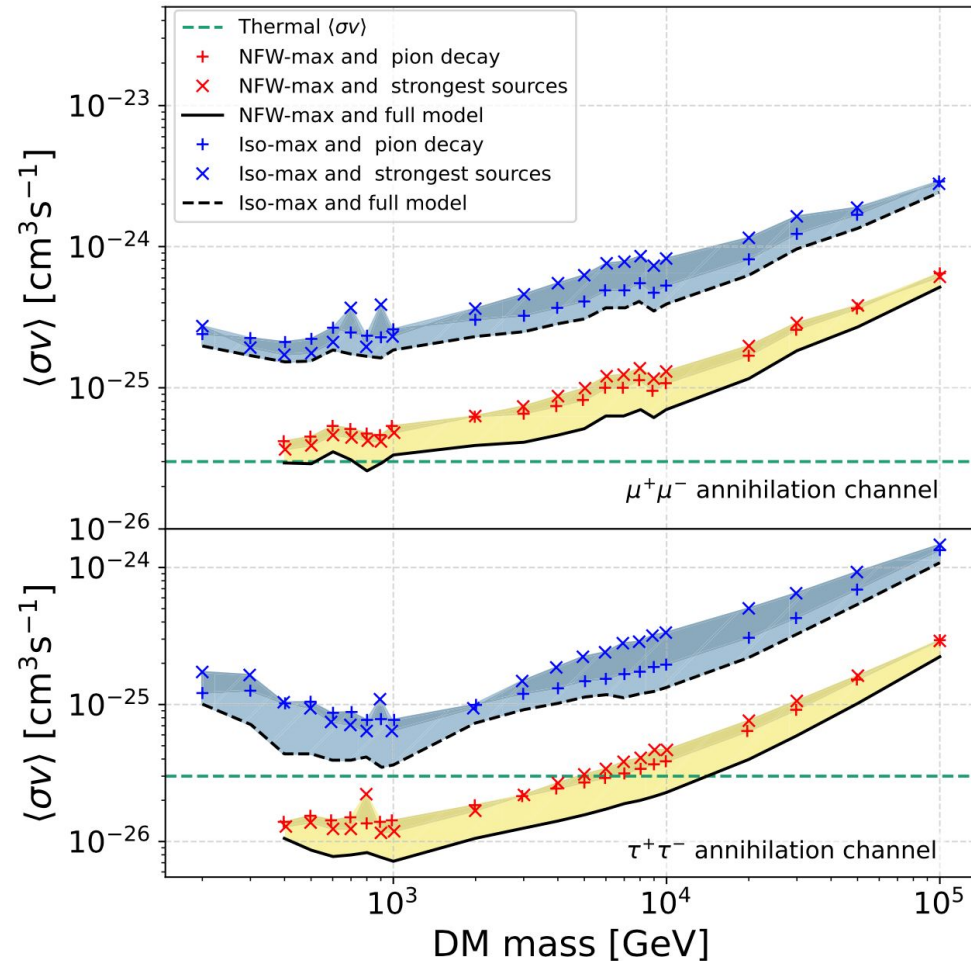 Thermal ⟨σv⟩
NFW-max and pion decay
NFW-max and strongest sources
NFW-max and full model
Iso-max and pion decay
Iso-max and strongest sources
Iso-max and full model
10⁻²³
10⁻²⁴
10⁻²⁵
10⁻²⁶
⟨σv⟩ [cm³s⁻¹]
μ⁺μ⁻ annihilation channel
10⁻²⁴
10⁻²⁵
10⁻²⁶
⟨σv⟩ [cm³s⁻¹]
τ⁺τ⁻ annihilation channel
10³ 10⁴ 10⁵
DM mass [GeV]